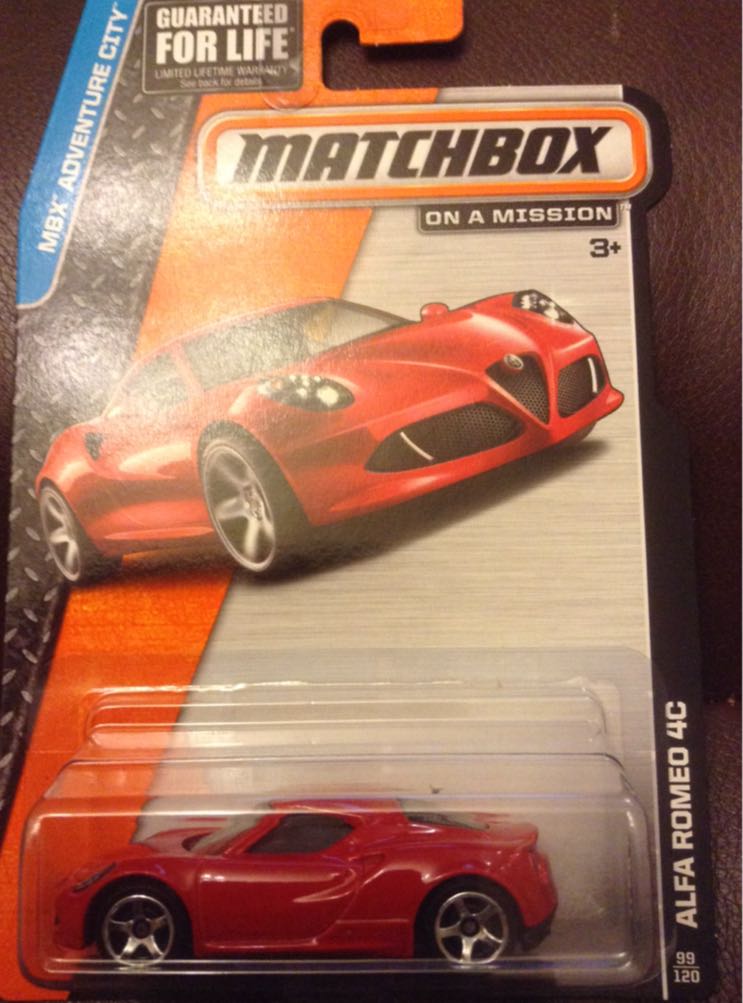 GUARANTEED
FOR LIFE
LIMITED LIFETIME WARRANTY
See back for details
MBX ADVENTURE CITY
MATCHBOX
ON A MISSION™
3+
ALFA ROMEO 4C
99
120